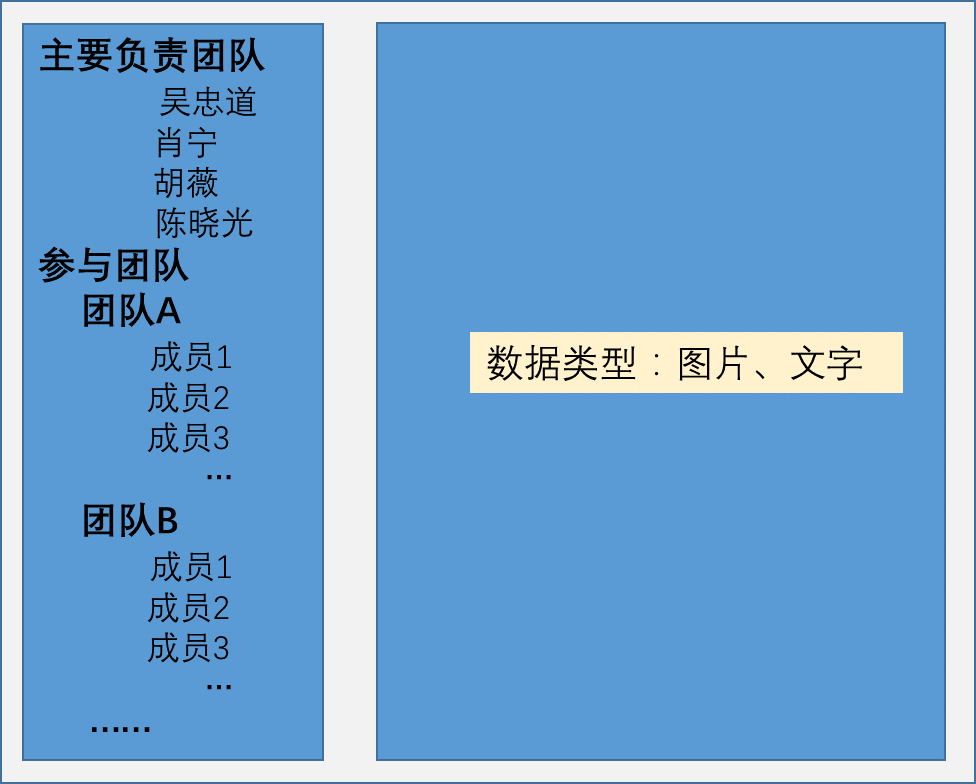 主要负责团队
吴忠道
肖宁
胡薇
陈晓光
参与团队
团队A
成员1
成员2
成员3
...
团队B
成员1
成员2
成员3
...
……
数据类型：图片、文字